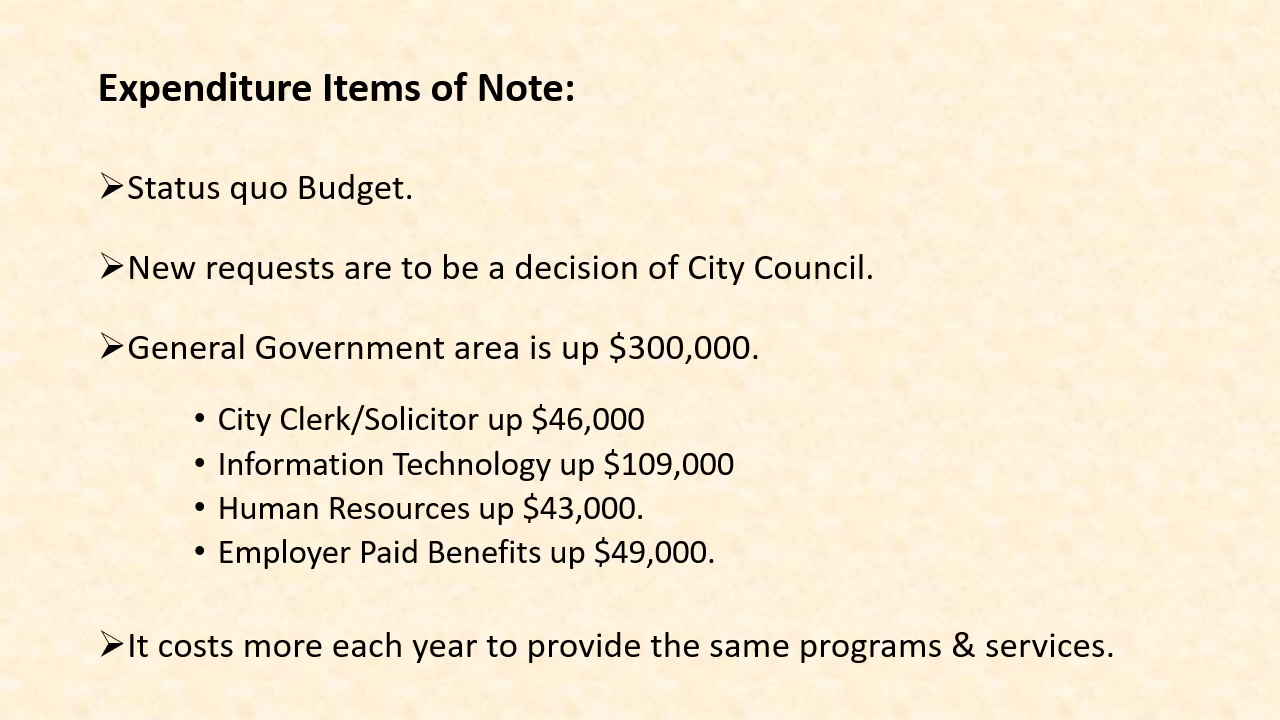 Expenditure Items of Note:
➢Status quo Budget.
➢New requests are to be a decision of City Council.
➢General Government area is up $300,000.
• City Clerk/Solicitor up $46,000
• Information Technology up $109,000
• Human Resources up $43,000.
• Employer Paid Benefits up $49,000.
➢It costs more each year to provide the same programs & services.